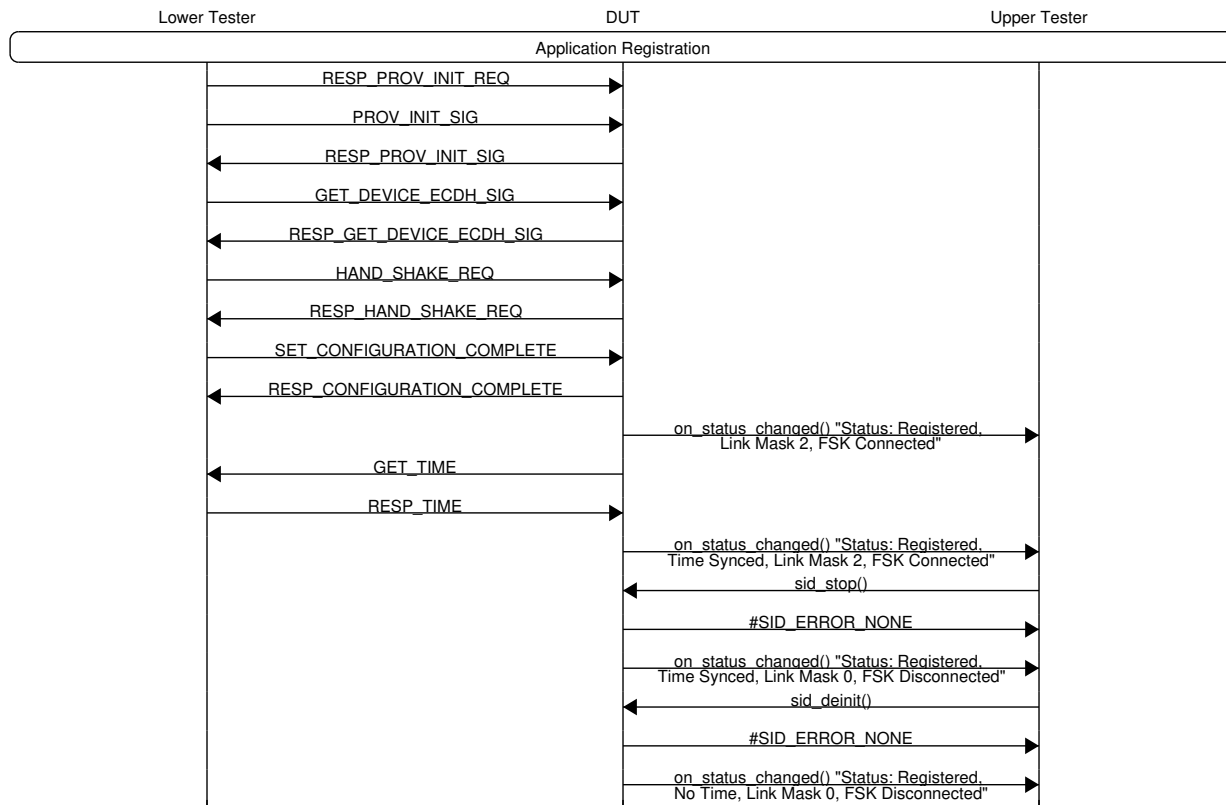 Lower Tester DUT Upper Tester
Application Registration
RESP_PROV_INIT_REQ
PROV_INIT_SIG
RESP_PROV_INIT_SIG
GET_DEVICE_ECDH_SIG
RESP_GET_DEVICE_ECDH_SIG
HAND_SHAKE_REQ
RESP_HAND_SHAKE_REQ
SET_CONFIGURATION_COMPLETE
RESP_CONFIGURATION_COMPLETE
on_status_changed() "Status: Registered,
Link Mask 2, FSK Connected"
GET_TIME
RESP_TIME
on_status_changed() "Status: Registered,
Time Synced, Link Mask 2, FSK Connected"
sid_stop()
#SID_ERROR_NONE
on_status_changed() "Status: Registered,
Time Synced, Link Mask 0, FSK Disconnected"
sid_deinit()
#SID_ERROR_NONE
on_status_changed() "Status: Registered,
No Time, Link Mask 0, FSK Disconnected"